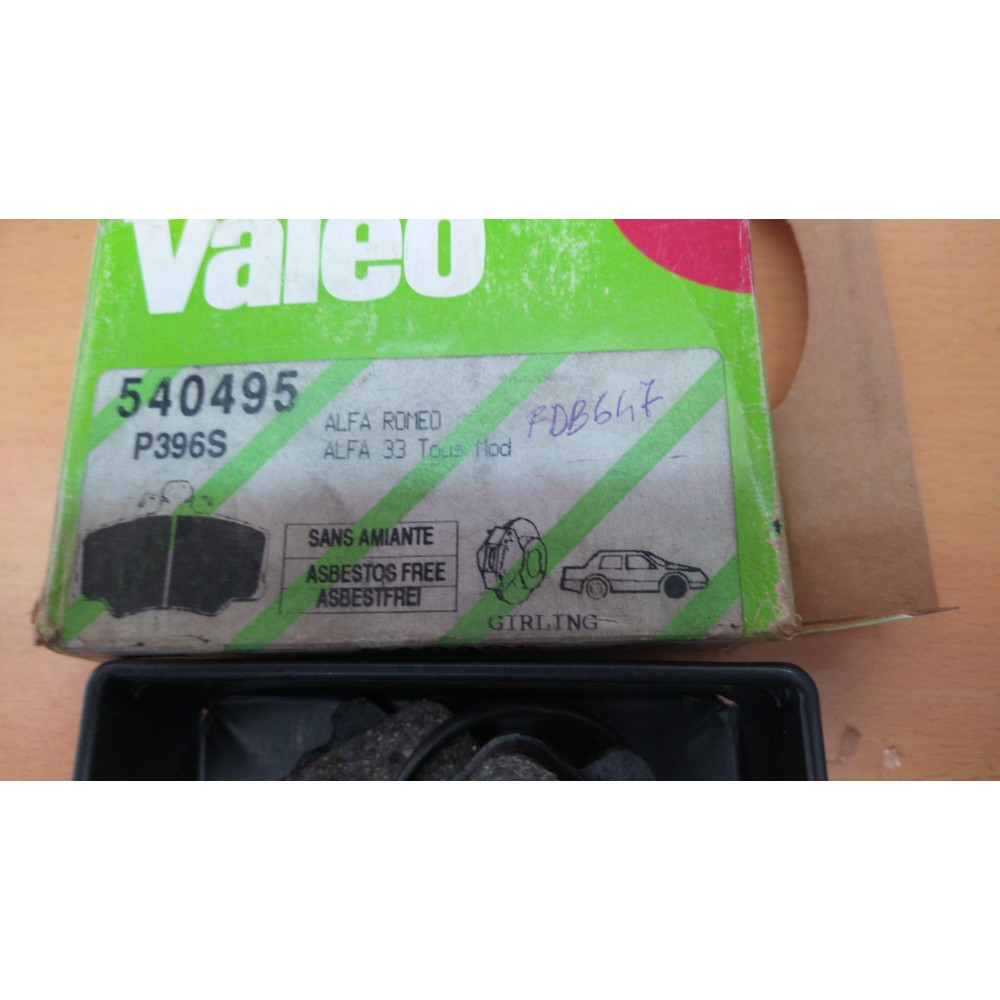 Valeo
540495
P396S
ALFA ROMEO
ALFA 33 Tous Mod
FDB647
SANS AMIANTE
ASBESTOS FREE
ASBESTFREI
GIRLING